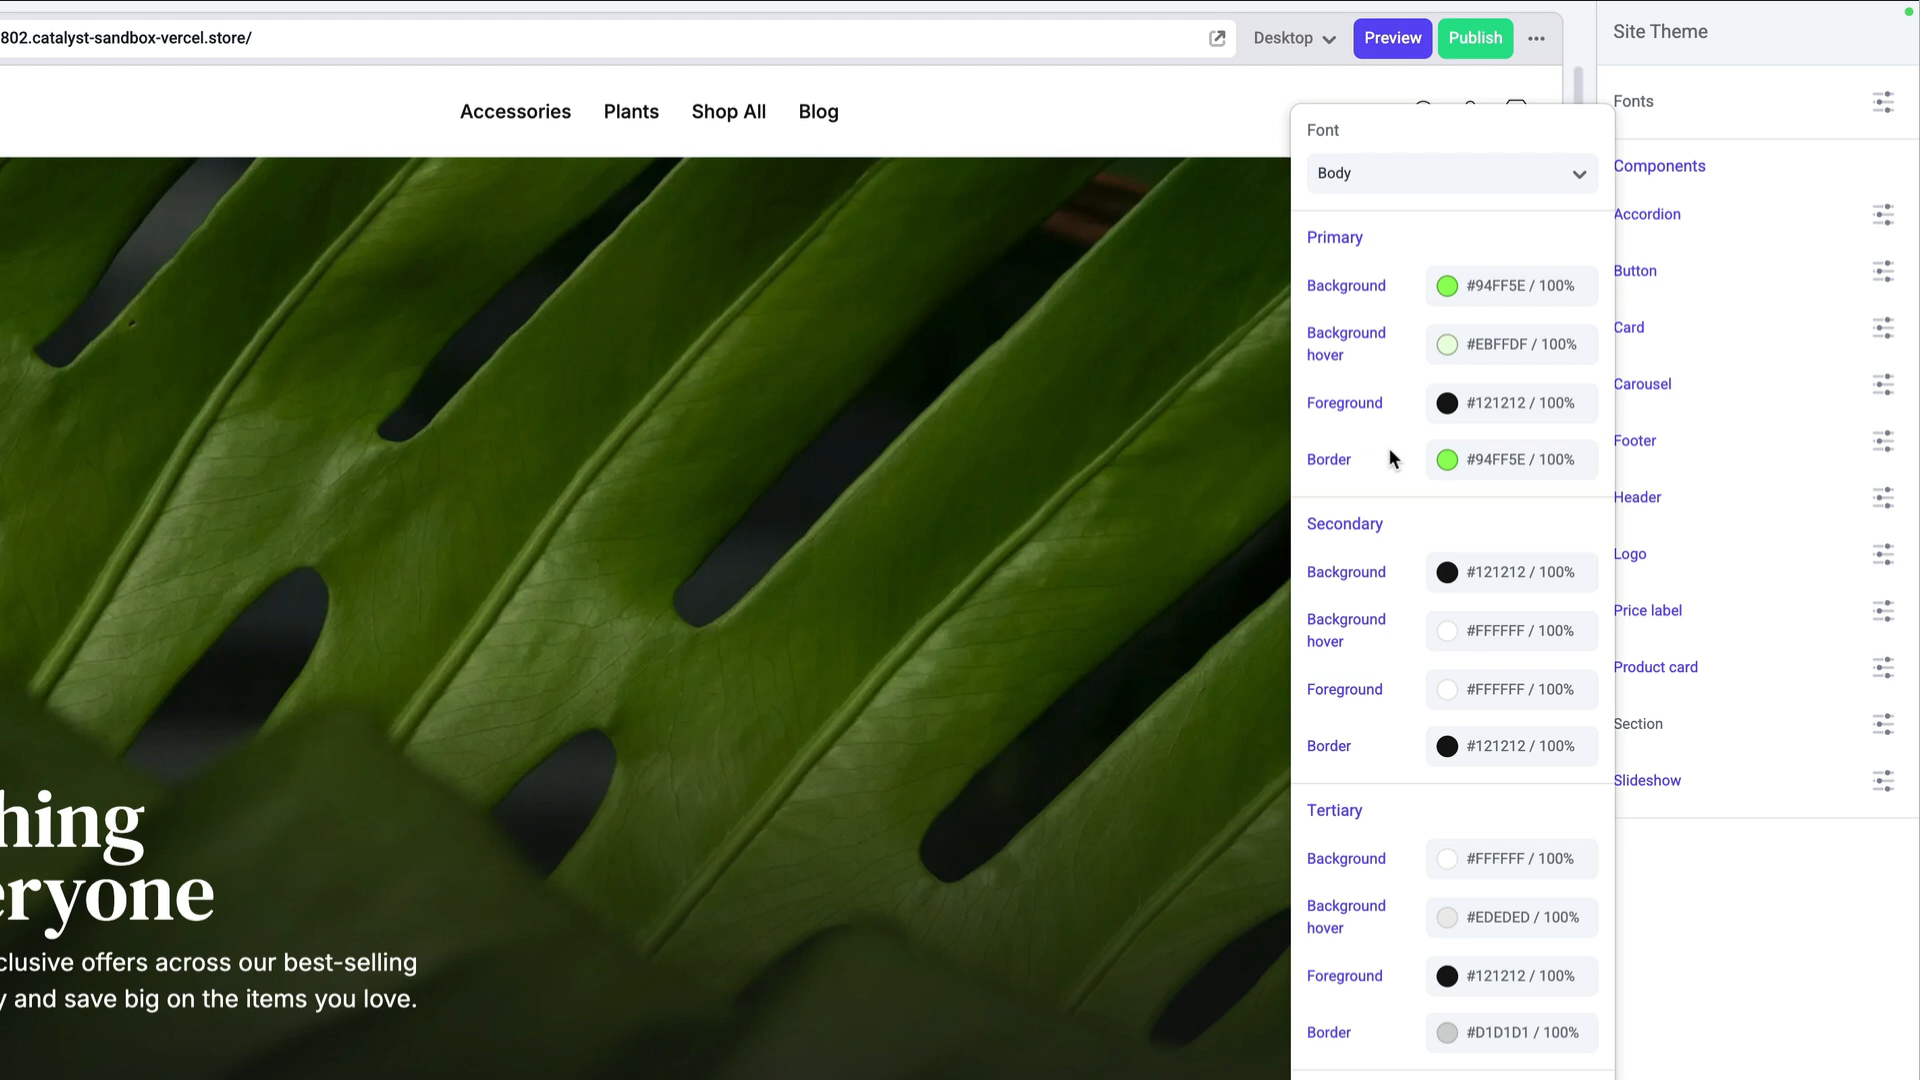 802.catalyst-sandbox-vercel.store/
Desktop
Preview
Publish
Site Theme
Accessories
Plants
Shop All
Blog
hing
eryone
clusive offers across our best-selling
y and save big on the items you love.
Font
Body
Primary
Background
#94FF5E / 100%
Background
hover
#EBFFDF / 100%
Foreground
#121212 / 100%
Border
#94FF5E / 100%
Secondary
Background
#121212 / 100%
Background
hover
#FFFFFF / 100%
Foreground
#FFFFFF / 100%
Border
#121212 / 100%
Tertiary
Background
#FFFFFF / 100%
Background
hover
#EDEDED / 100%
Foreground
#121212 / 100%
Border
#D1D1D1 / 100%
Fonts
Components
Accordion
Button
Card
Carousel
Footer
Header
Logo
Price label
Product card
Section
Slideshow